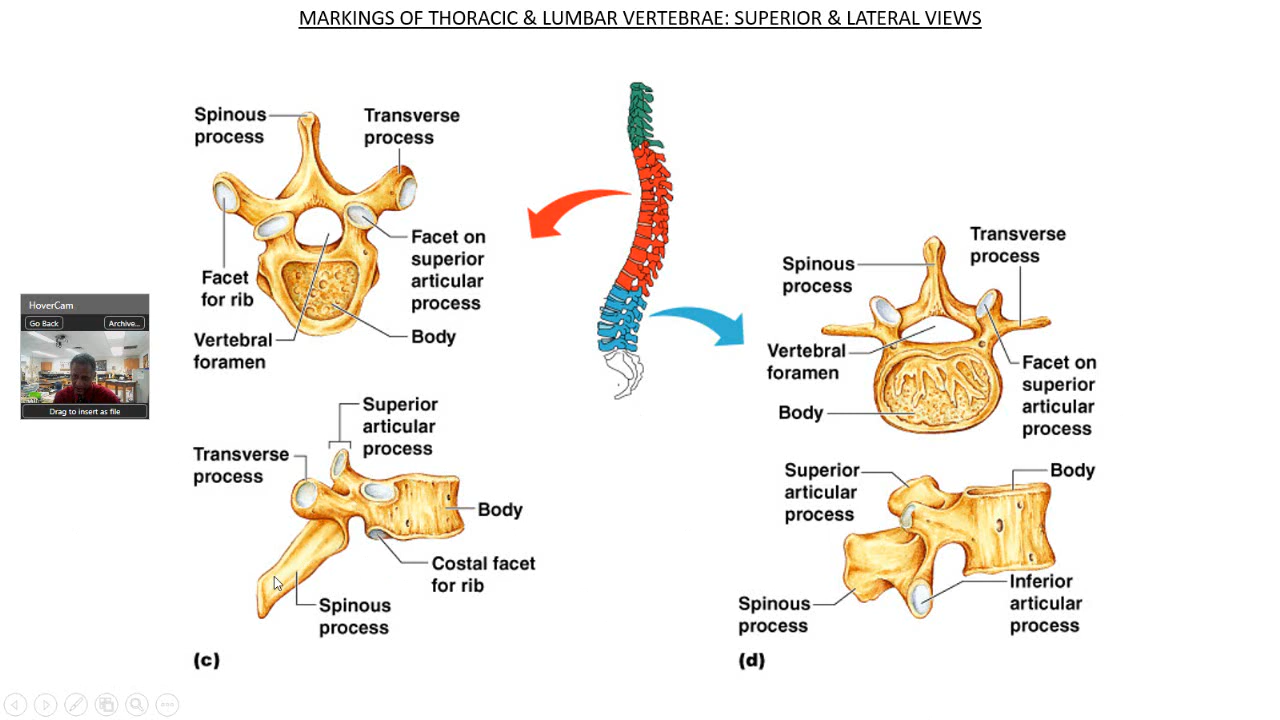 MARKINGS OF THORACIC & LUMBAR VERTEBRAE: SUPERIOR & LATERAL VIEWS
Spinous
process
Transverse
process
Facet
for rib
Facet on
superior
articular
process
Vertebral
foramen
Body
Superior
articular
process
Transverse
process
Body
Costal facet
for rib
Spinous
process
(c)
Transverse
process
Spinous
process
Vertebral
foramen
Facet on
superior
articular
process
Body
Superior
articular
process
Body
Inferior
articular
process
Spinous
process
(d)
HoverCam
Go Back
Archive...
Drag to insert as file